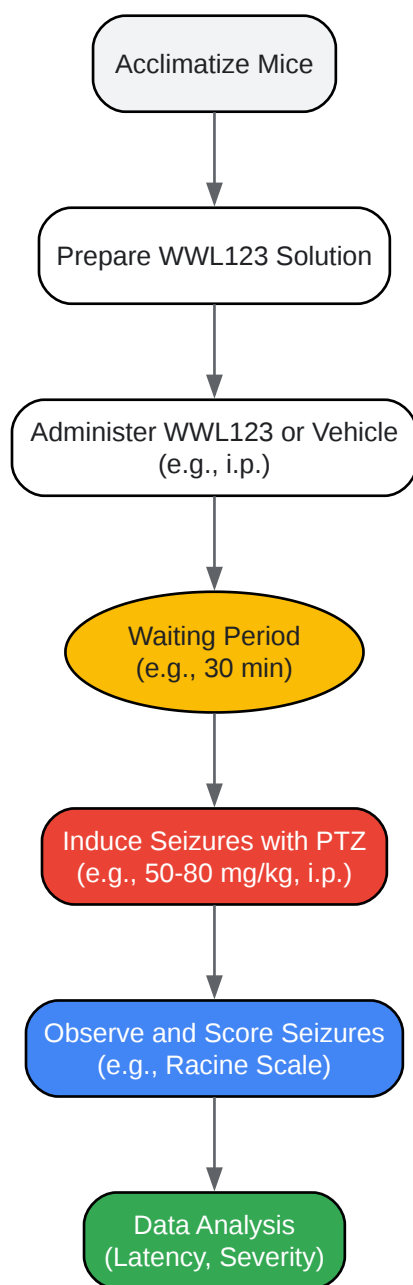 Acclimatize Mice
Prepare WWL123 Solution
Administer WWL123 or Vehicle
(e.g., i.p.)
Waiting Period
(e.g., 30 min)
Induce Seizures with PTZ
(e.g., 50-80 mg/kg, i.p.)
Observe and Score Seizures
(e.g., Racine Scale)
Data Analysis
(Latency, Severity)